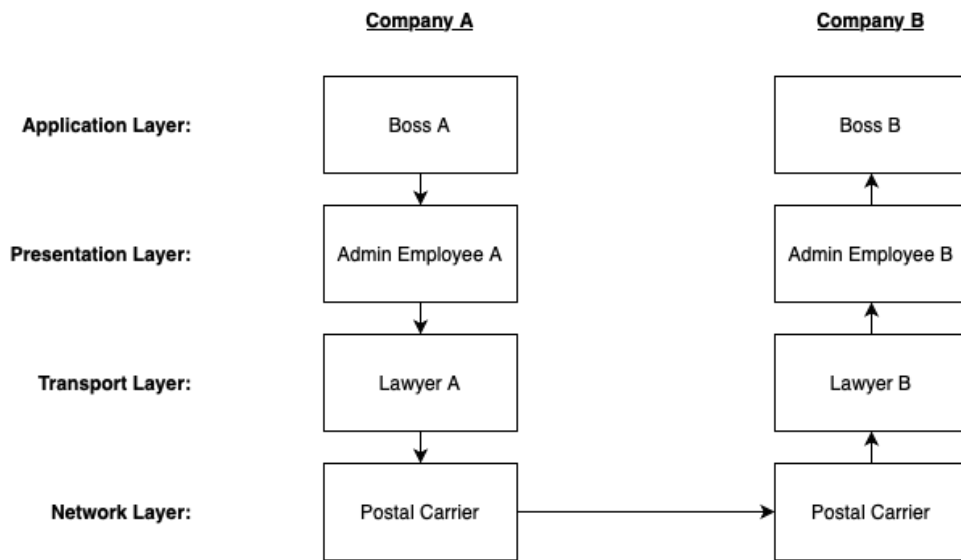 Company A
Company B
Application Layer:
Boss A
Boss B
Presentation Layer:
Admin Employee A
Admin Employee B
Transport Layer:
Lawyer A
Lawyer B
Network Layer:
Postal Carrier
Postal Carrier